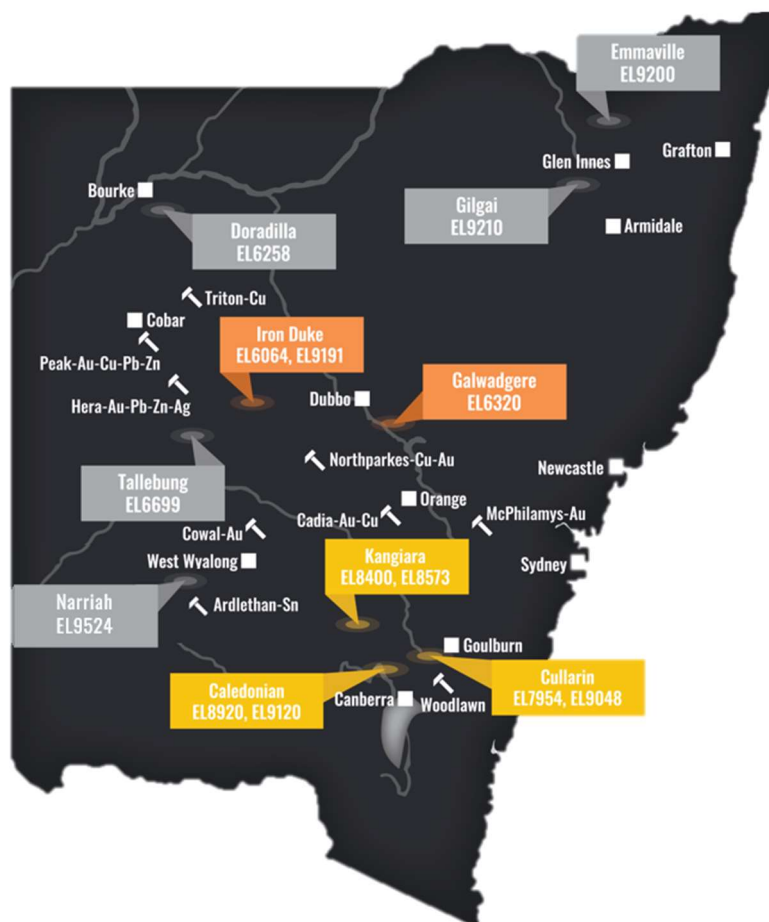 Emmaville
EL9200
Grafton
Glen Innes
Bourke
Gilgai
EL9210
Armidale
Doradilla
EL6258
Triton-Cu
Cobar
Iron Duke
EL6064, EL9191
Peak-Au-Cu-Pb-Zn
Galwadgere
EL6320
Hera-Au-Pb-Zn-Ag
Dubbo
Northparkes-Cu-Au
Newcastle
Tallebung
EL6699
Orange
Cadia-Au-Cu
McPhilamys-Au
Cowal-Au
West Wyalong
Kangiara
EL8400, EL8573
Sydney
Narriah
EL9524
Ardlethan-Sn
Goulburn
Cullarin
EL7954, EL9048
Caledonian
EL8920, EL9120
Canberra
Woodlawn